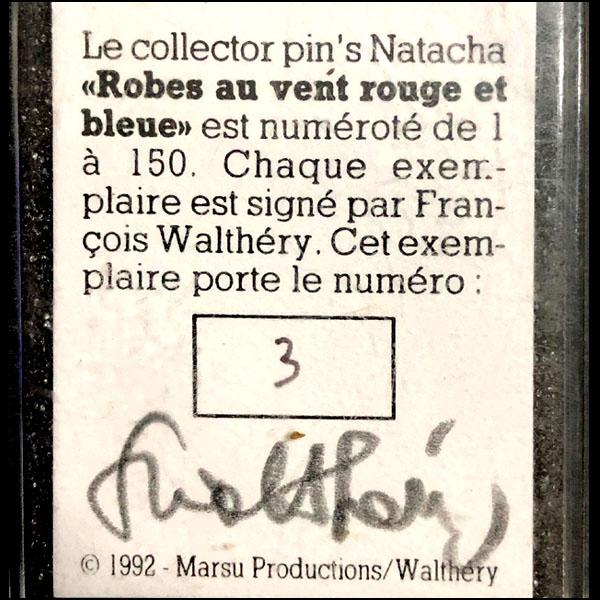 Le collector pin's Natacha
«Robes au vent rouge et
bleue» est numéroté de 1
à 150. Chaque exem-
plaire est signé par Fran-
çois Walthéry. Cet exem-
plaire porte le numéro :
3
Walthéry
© 1992 - Marsu Productions/Walthéry